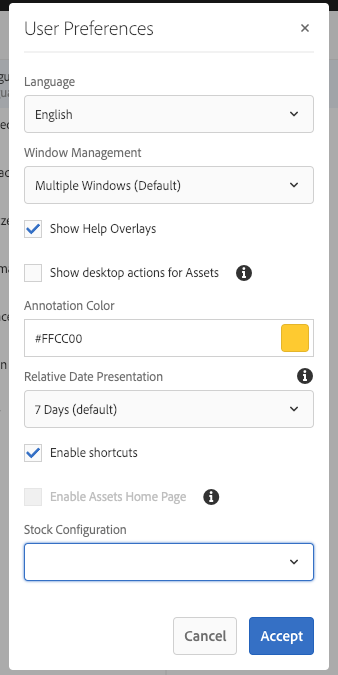 User Preferences
Language
English
Window Management
Multiple Windows (Default)
Show Help Overlays
Show desktop actions for Assets
Annotation Color
#FFCC00
Relative Date Presentation
7 Days (default)
Enable shortcuts
Enable Assets Home Page
Stock Configuration
Cancel
Accept